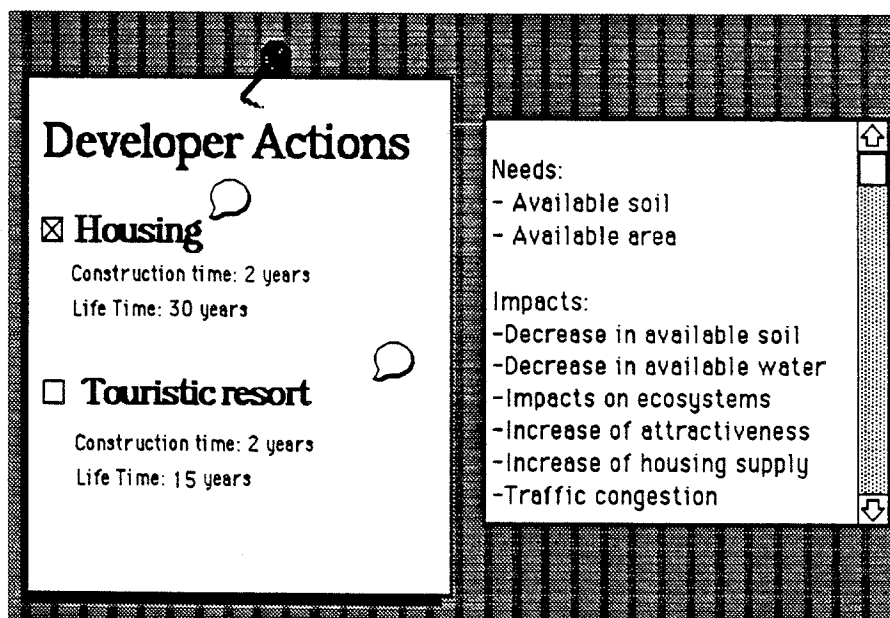 Developer Actions
Housing
Construction time: 2 years
Life Time: 30 years
Touristic resort
Construction time: 2 years
Life Time: 15 years
Needs:
- Available soil
- Available area
Impacts:
-Decrease in available soil
-Decrease in available water
-Impacts on ecosystems
-Increase of attractiveness
-Increase of housing supply
-Traffic congestion